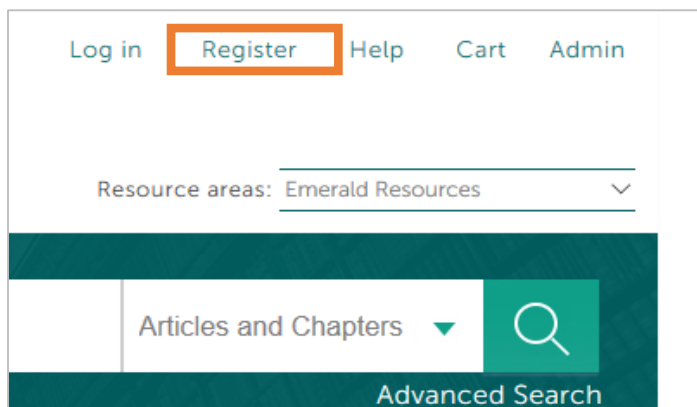 Log in Register Help Cart Admin
Resource areas: Emerald Resources
Articles and Chapters
Advanced Search